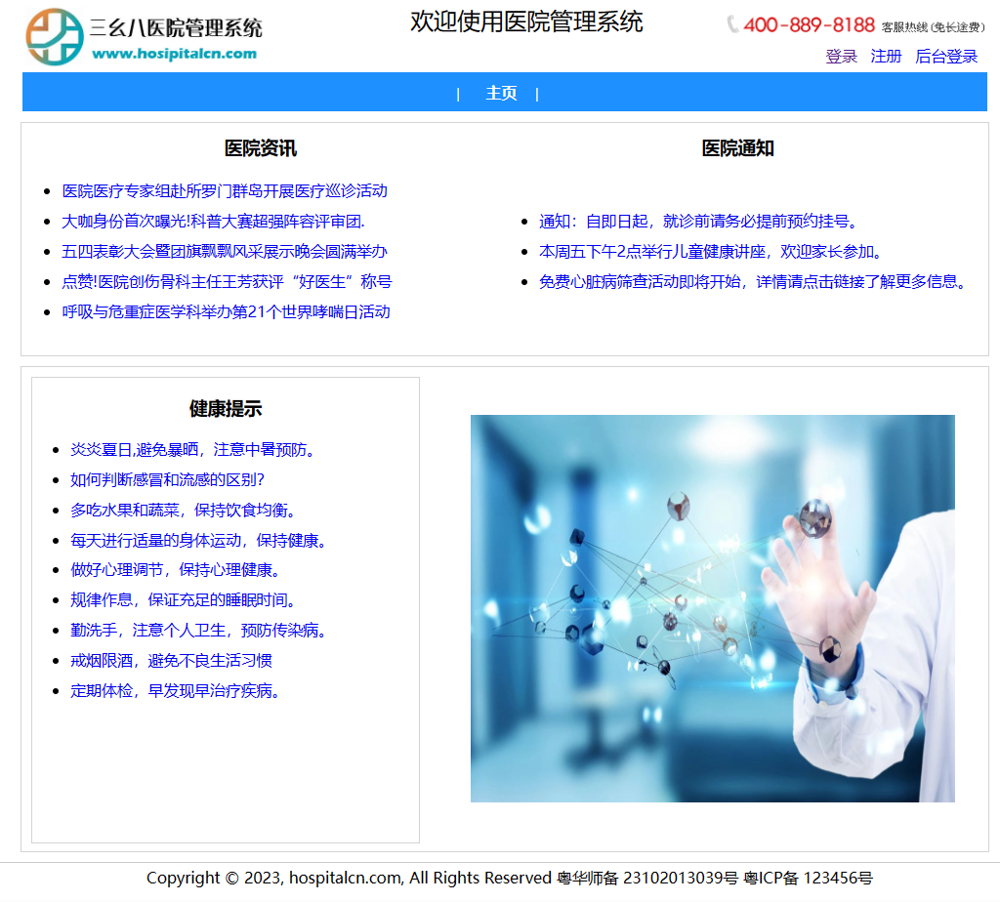 三幺八医院管理系统
www.hosipitalcn.com
欢迎使用医院管理系统
400-889-8188 客服热线(免长途费)
登录 注册 后台登录
| 主页 |
医院资讯
医院医疗专家组赴所罗门群岛开展医疗巡诊活动
大咖身份首次曝光!科普大赛超强阵容评审团.
五四表彰大会暨团旗飘飘风采展示晚会圆满举办
点赞!医院创伤骨科主任王芳获评“好医生”称号
呼吸与危重症医学科举办第21个世界哮喘日活动
医院通知
通知：自即日起，就诊前请务必提前预约挂号。
本周五下午2点举行儿童健康讲座，欢迎家长参加。
免费心脏病筛查活动即将开始，详情请点击链接了解更多信息。
健康提示
炎炎夏日,避免暴晒，注意中暑预防。
如何判断感冒和流感的区别?
多吃水果和蔬菜，保持饮食均衡。
每天进行适量的身体运动，保持健康。
做好心理调节，保持心理健康。
规律作息，保证充足的睡眠时间。
勤洗手，注意个人卫生，预防传染病。
戒烟限酒，避免不良生活习惯
定期体检，早发现早治疗疾病。
Copyright © 2023, hospitalcn.com, All Rights Reserved 粤华师备 23102013039号 粤ICP备 123456号